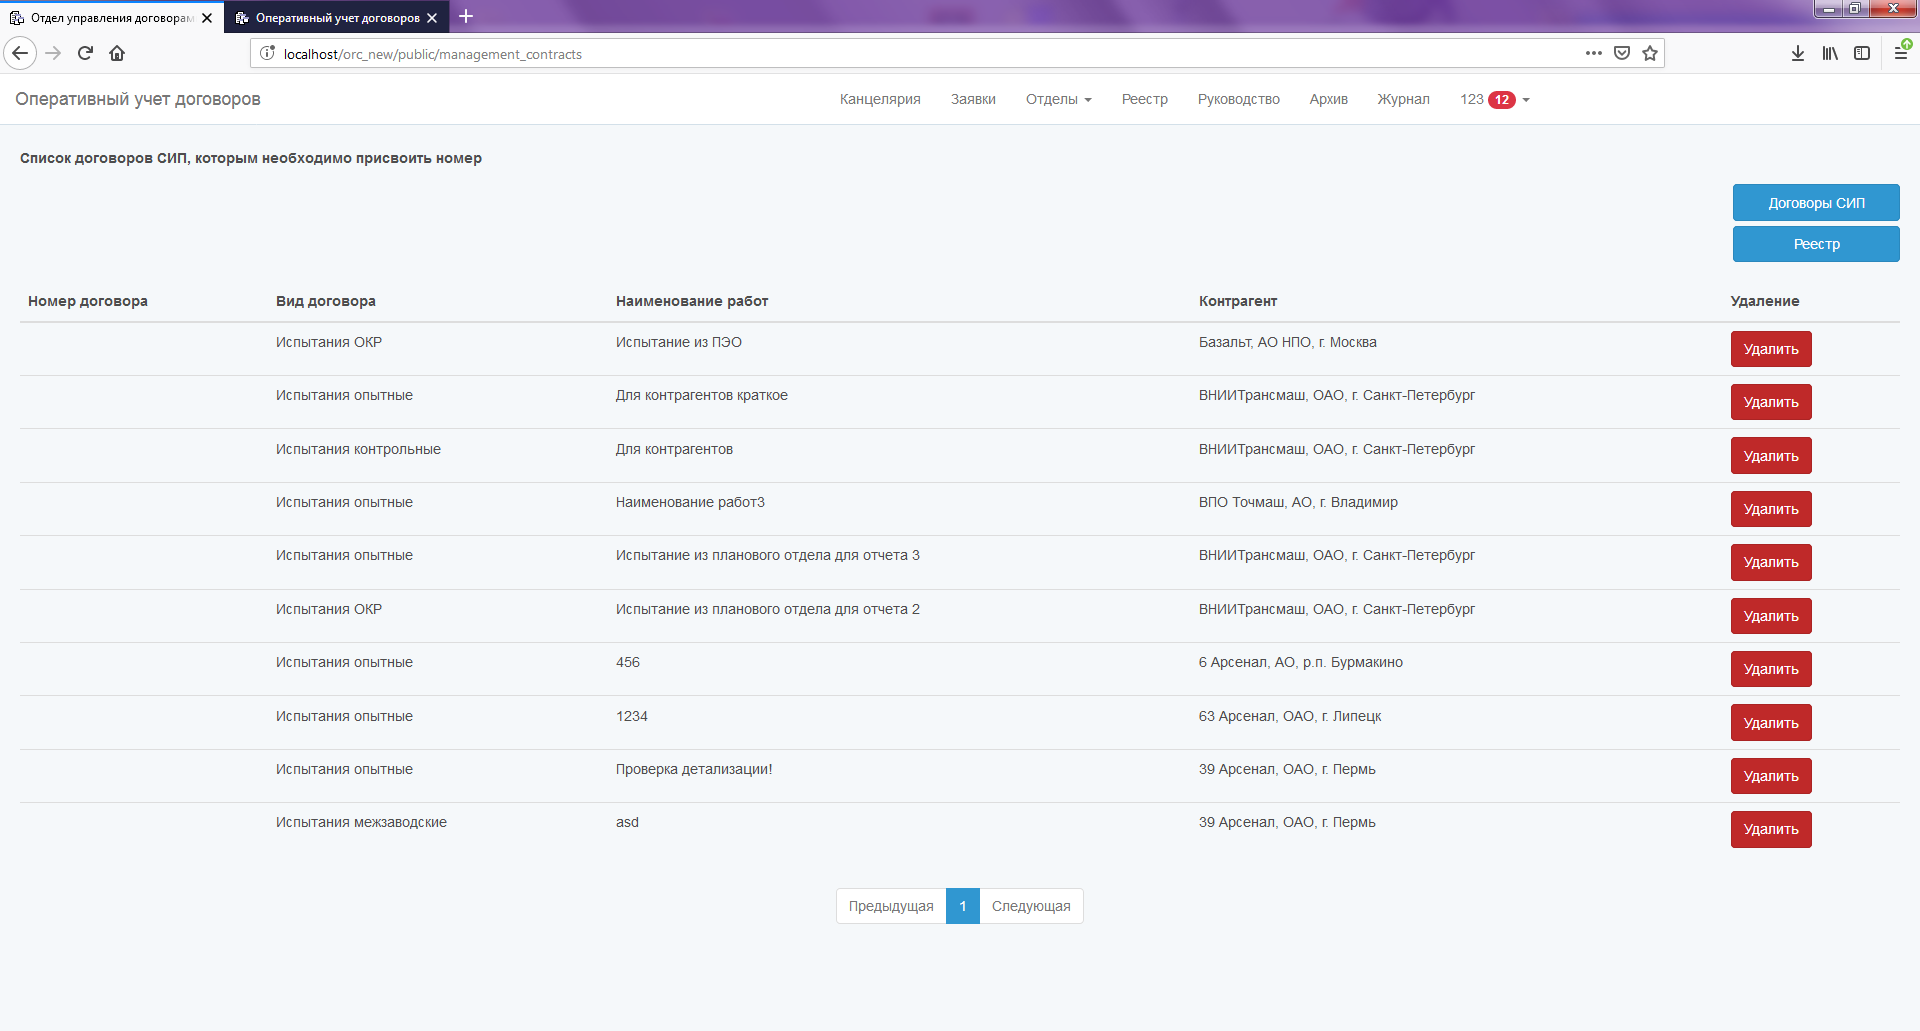 Отдел управления договорам
Оперативный учет договоров
localhost/orc_new/public/management_contracts
Оперативный учет договоров
Канцелярия Заявки Отделы Реестр Руководство Архив Журнал 123 12
Список договоров СИП, которым необходимо присвоить номер
Договоры СИП
Реестр
Номер договора Вид договора Наименование работ Контрагент Удаление
Испытания ОКР Испытание из ПЭО Базальт, АО НПО, г. Москва Удалить
Испытания опытные Для контрагентов краткое ВНИИТрансмаш, ОАО, г. Санкт-Петербург Удалить
Испытания контрольные Для контрагентов ВНИИТрансмаш, ОАО, г. Санкт-Петербург Удалить
Испытания опытные Наименование работ3 ВПО Точмаш, АО, г. Владимир Удалить
Испытания опытные Испытание из планового отдела для отчета 3 ВНИИТрансмаш, ОАО, г. Санкт-Петербург Удалить
Испытания ОКР Испытание из планового отдела для отчета 2 ВНИИТрансмаш, ОАО, г. Санкт-Петербург Удалить
Испытания опытные 456 6 Арсенал, АО, р.п. Бурмакино Удалить
Испытания опытные 1234 63 Арсенал, ОАО, г. Липецк Удалить
Испытания опытные Проверка детализации! 39 Арсенал, ОАО, г. Пермь Удалить
Испытания межзаводские asd 39 Арсенал, ОАО, г. Пермь Удалить
Предыдущая 1 Следующая